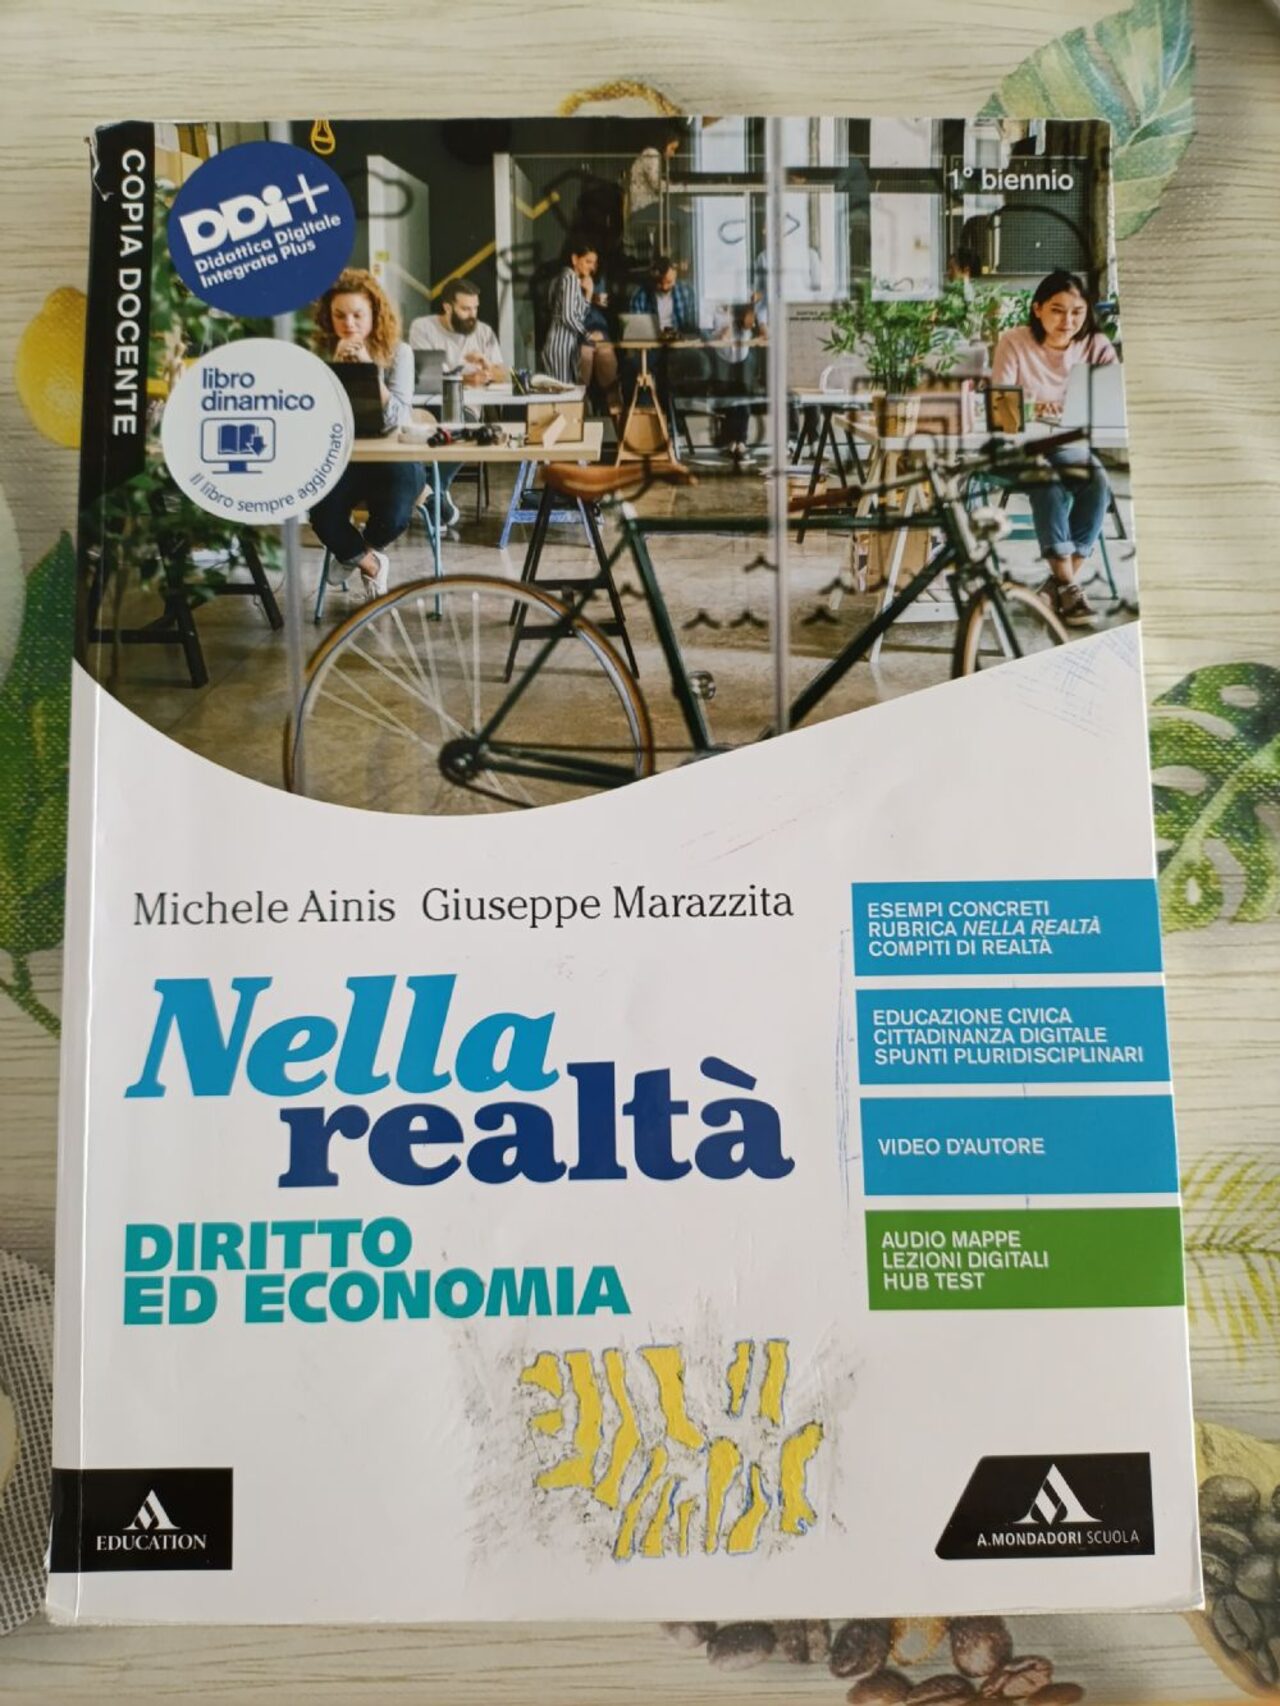 COPIA DOCENTE
DDi+
Didattica Digitale
Integrata Plus
1° biennio
libro
dinamico
Il libro sempre aggiornato
Michele Ainis Giuseppe Marazzita
Nella
realtà
DIRITTO
ED ECONOMIA
ESEMPI CONCRETI
RUBRICA NELLA REALTÀ
COMPITI DI REALTÀ
EDUCAZIONE CIVICA
CITTADINANZA DIGITALE
SPUNTI PLURIDISCIPLINARI
VIDEO D'AUTORE
AUDIO MAPPE
LEZIONI DIGITALI
HUB TEST
EDUCATION
A. MONDADORI SCUOLA